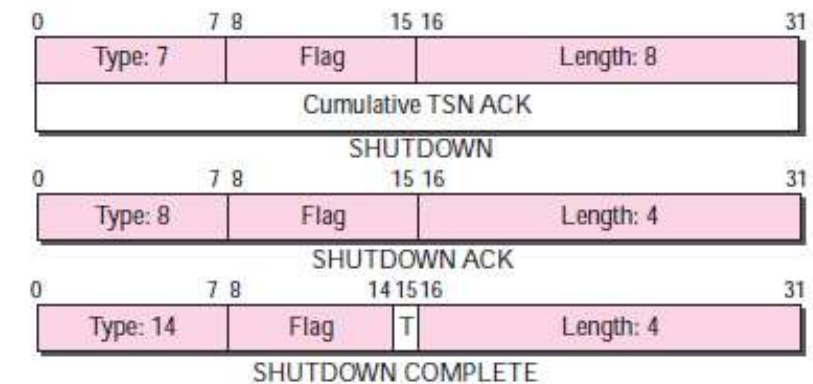 0 7 8 15 16 31
Type: 7 Flag Length: 8
Cumulative TSN ACK
SHUTDOWN
0 7 8 15 16 31
Type: 8 Flag Length: 4
SHUTDOWN ACK
0 7 8 14 15 16 31
Type: 14 Flag T Length: 4
SHUTDOWN COMPLETE